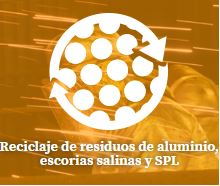 Reciclaje de residuos de aluminio,
escorias salinas y SPL